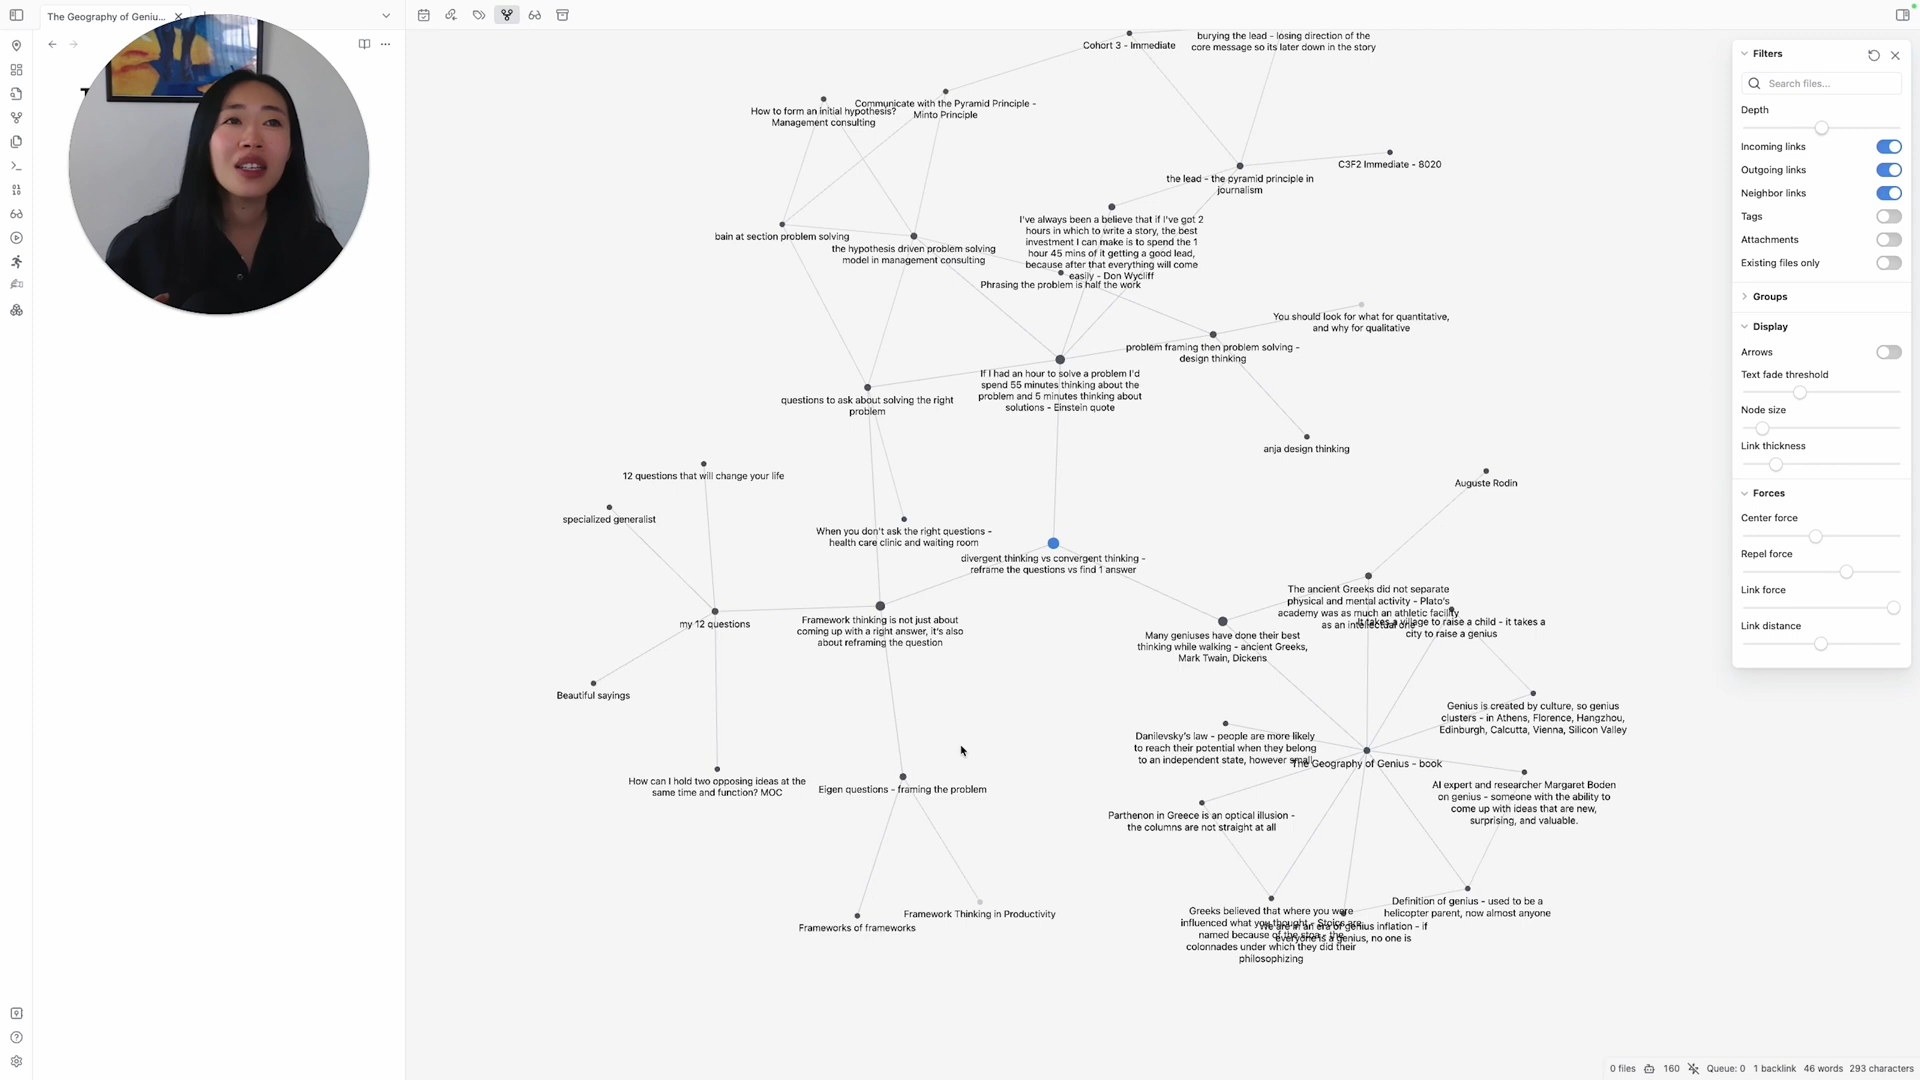 The Geography of Geniu...
T
Cohort 3 - Immediate
burying the lead - losing direction of the
core message so its later down in the story
How to form an initial hypothesis?
Management consulting
Communicate with the Pyramid Principle -
Minto Principle
the lead - the pyramid principle in
journalism
C3F2 Immediate - 8020
bain at section problem solving
the hypothesis driven problem solving
model in management consulting
I've always been a believe that if I've got 2
hours in which to write a story, the best
investment I can make is to spend the 1
hour 45 mins of it getting a good lead,
because after that everything will come
easily - Don Wycliff
Phrasing the problem is half the work
You should look for what for quantitative,
and why for qualitative
problem framing then problem solving -
design thinking
If I had an hour to solve a problem I'd
spend 55 minutes thinking about the
problem and 5 minutes thinking about
solutions - Einstein quote
questions to ask about solving the right
problem
anja design thinking
12 questions that will change your life
specialized generalist
Auguste Rodin
When you don't ask the right questions -
health care clinic and waiting room
divergent thinking vs convergent thinking -
reframe the questions vs find 1 answer
The ancient Greeks did not separate
physical and mental activity - Plato's
academy was as much an athletic facility
as an intellectual one
It takes a village to raise a child - it takes a
city to raise a genius
my 12 questions
Framework thinking is not just about
coming up with a right answer, it's also
about reframing the question
Many geniuses have done their best
thinking while walking - ancient Greeks,
Mark Twain, Dickens
Beautiful sayings
Genius is created by culture, so genius
clusters - in Athens, Florence, Hangzhou,
Edinburgh, Calcutta, Vienna, Silicon Valley
Danilevsky's law - people are more likely
to reach their potential when they belong
to an independent state, however small
The Geography of Genius - book
How can I hold two opposing ideas at the
same time and function? MOC
Eigen questions - framing the problem
AI expert and researcher Margaret Boden
on genius - someone with the ability to
come up with ideas that are new,
surprising, and valuable.
Parthenon in Greece is an optical illusion -
the columns are not straight at all
Frameworks of frameworks
Framework Thinking in Productivity
Definition of genius - used to be a
helicopter parent, now almost anyone
Greeks believed that where you were
influenced what you thought - Stoics are
named because of the stoa - the
colonnades under which they did their
philosophizing
We are in an era of genius inflation - if
everyone is a genius, no one is
Filters
Search files...
Depth
Incoming links
Outgoing links
Neighbor links
Tags
Attachments
Existing files only
Groups
Display
Arrows
Text fade threshold
Node size
Link thickness
Forces
Center force
Repel force
Link force
Link distance
0 files 160 Queue: 0 1 backlink 46 words 293 characters